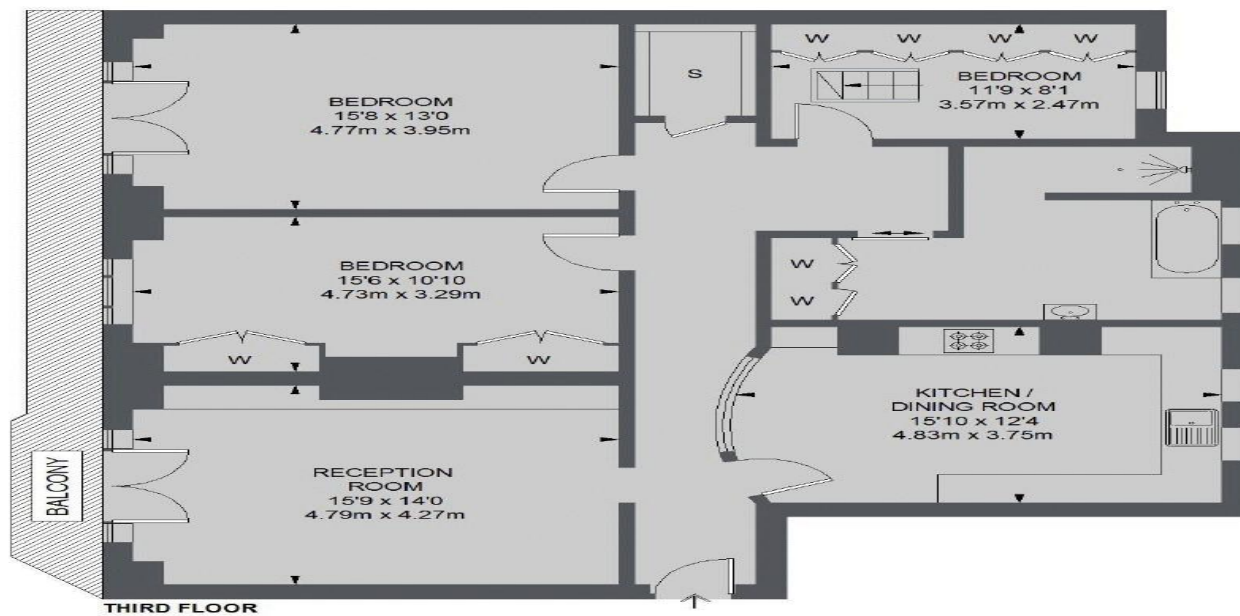 W W W W
S
BEDROOM
15'8 x 13'0
4.77m x 3.95m
BEDROOM
11'9 x 8'1
3.57m x 2.47m
BEDROOM
15'6 x 10'10
4.73m x 3.29m
W
W
W W
KITCHEN /
DINING ROOM
15'10 x 12'4
4.83m x 3.75m
RECEPTION
ROOM
15'9 x 14'0
4.79m x 4.27m
BALCONY
THIRD FLOOR